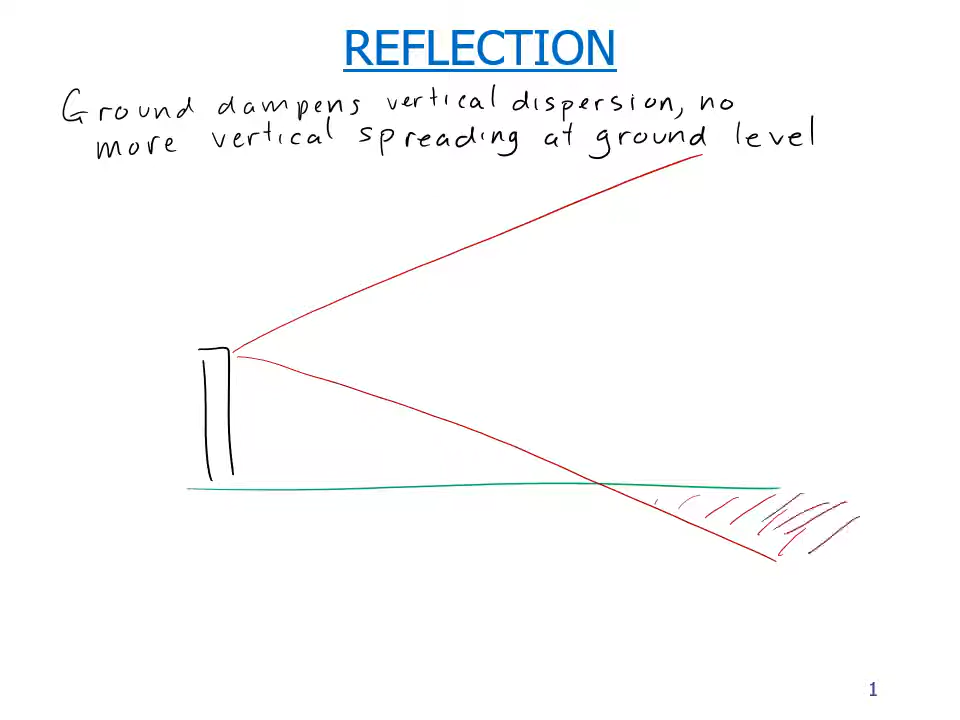 REFLECTION
Ground dampens vertical dispersion, no
more vertical spreading at ground level
1